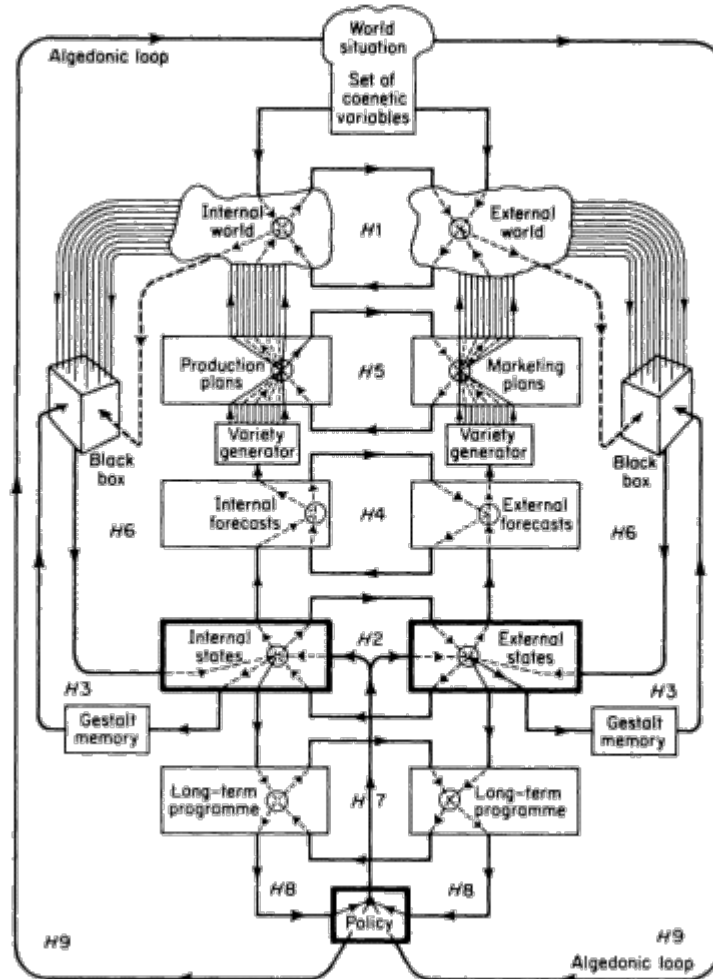 World
situation
Algedonic loop
Set of
coenetic
variables
Internal
world
H1
External
world
Production
plans
H5
Marketing
plans
Variety
generator
Variety
generator
Black
box
Black
box
Internal
forecasts
H4
External
forecasts
H6
H6
Internal
states
H2
External
states
H3
H3
Gestalt
memory
Gestalt
memory
Long-term
programme
H7
Long-term
programme
H8
H8
Policy
H9
H9
Algedonic loop